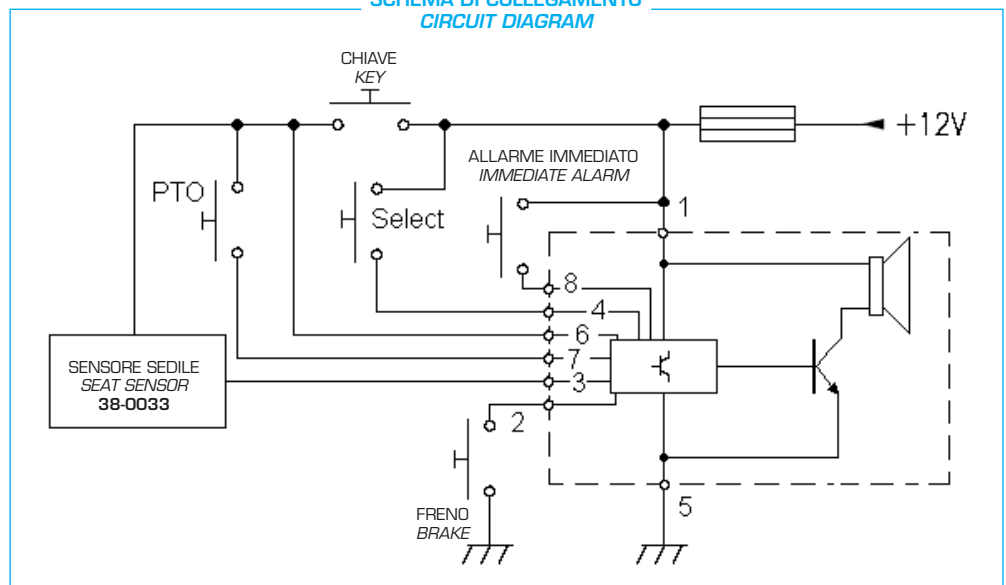 SCHEMA DI COLLEGAMENTO
CIRCUIT DIAGRAM
CHIAVE
KEY
+12V
ALLARME IMMEDIATO
IMMEDIATE ALARM
PTO
Select
1
8
4
6
7
3
2
5
SENSORE SEDILE
SEAT SENSOR
38-0033
FRENO
BRAKE